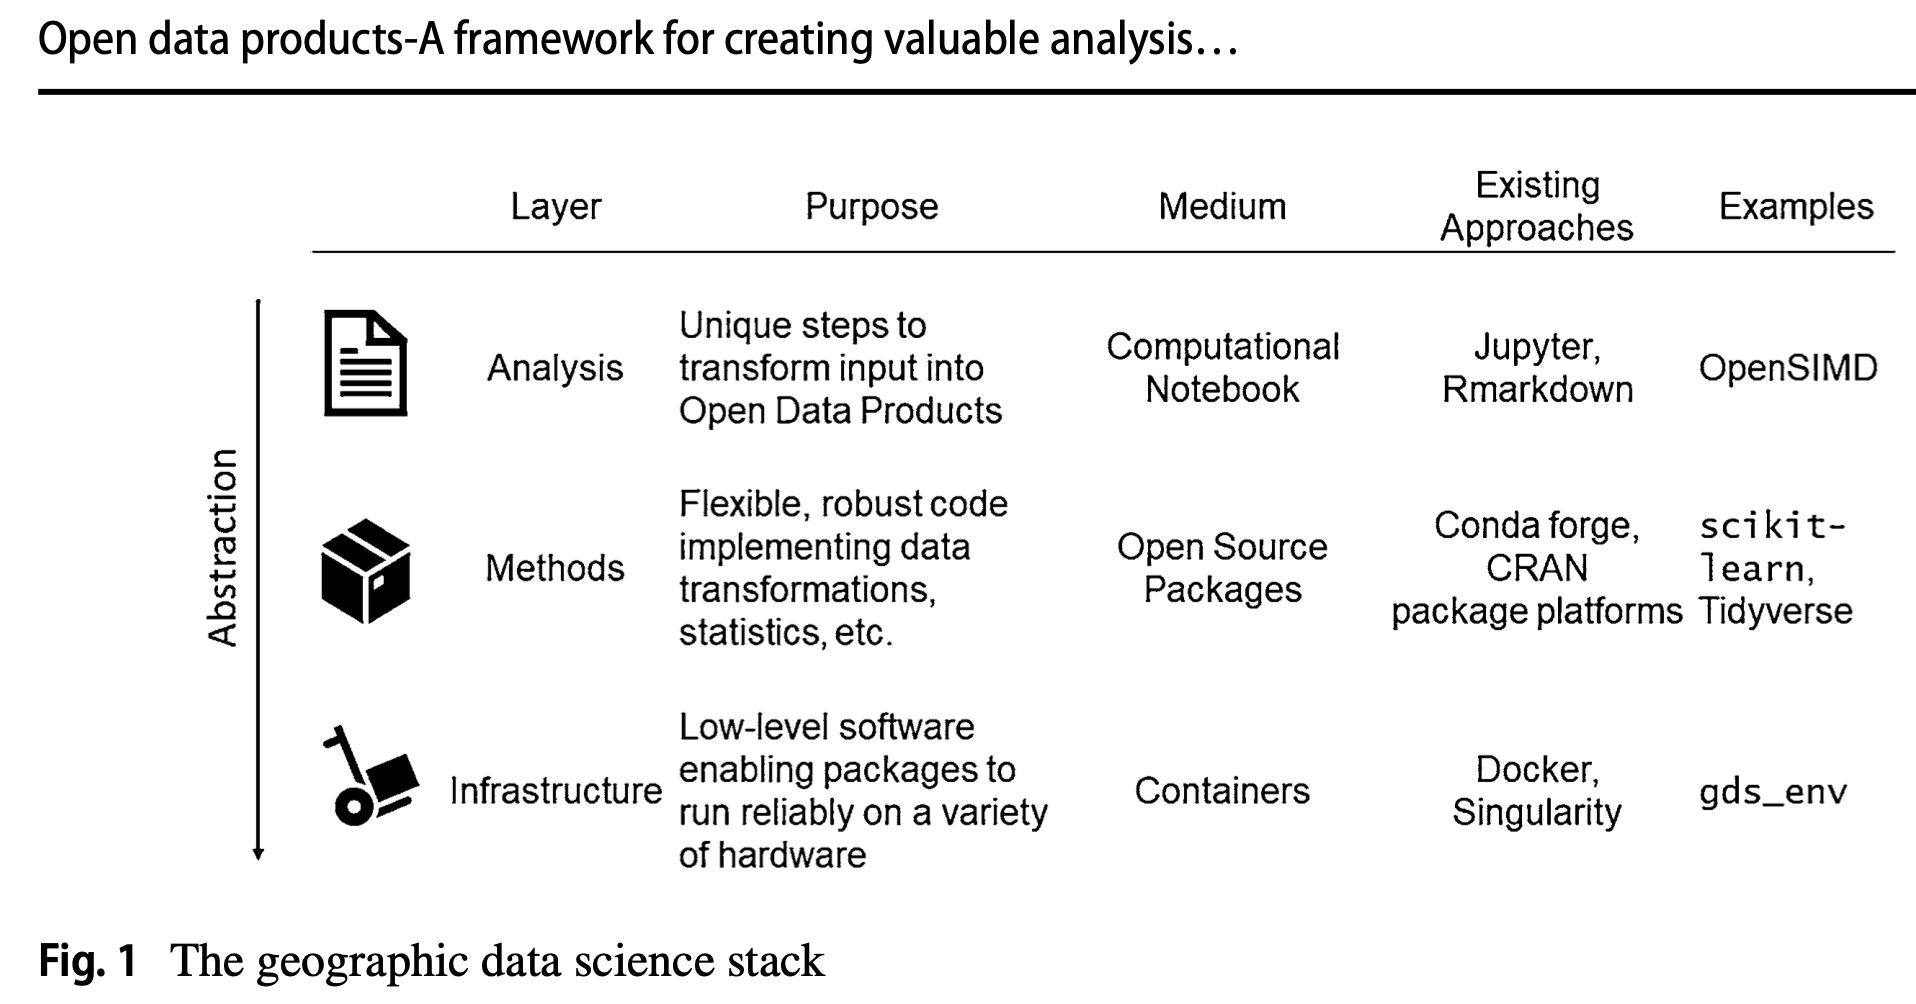 Open data products-A framework for creating valuable analysis…
Layer
Purpose
Medium
Existing
Approaches
Examples
Abstraction
Analysis
Unique steps to
transform input into
Open Data Products
Computational
Notebook
Jupyter,
Rmarkdown
OpenSIMD
Methods
Flexible, robust code
implementing data
transformations,
statistics, etc.
Open Source
Packages
Conda forge,
CRAN
package platforms
scikit-
learn,
Tidyverse
Infrastructure
Low-level software
enabling packages to
run reliably on a variety
of hardware
Containers
Docker,
Singularity
gds_env
Fig. 1 The geographic data science stack